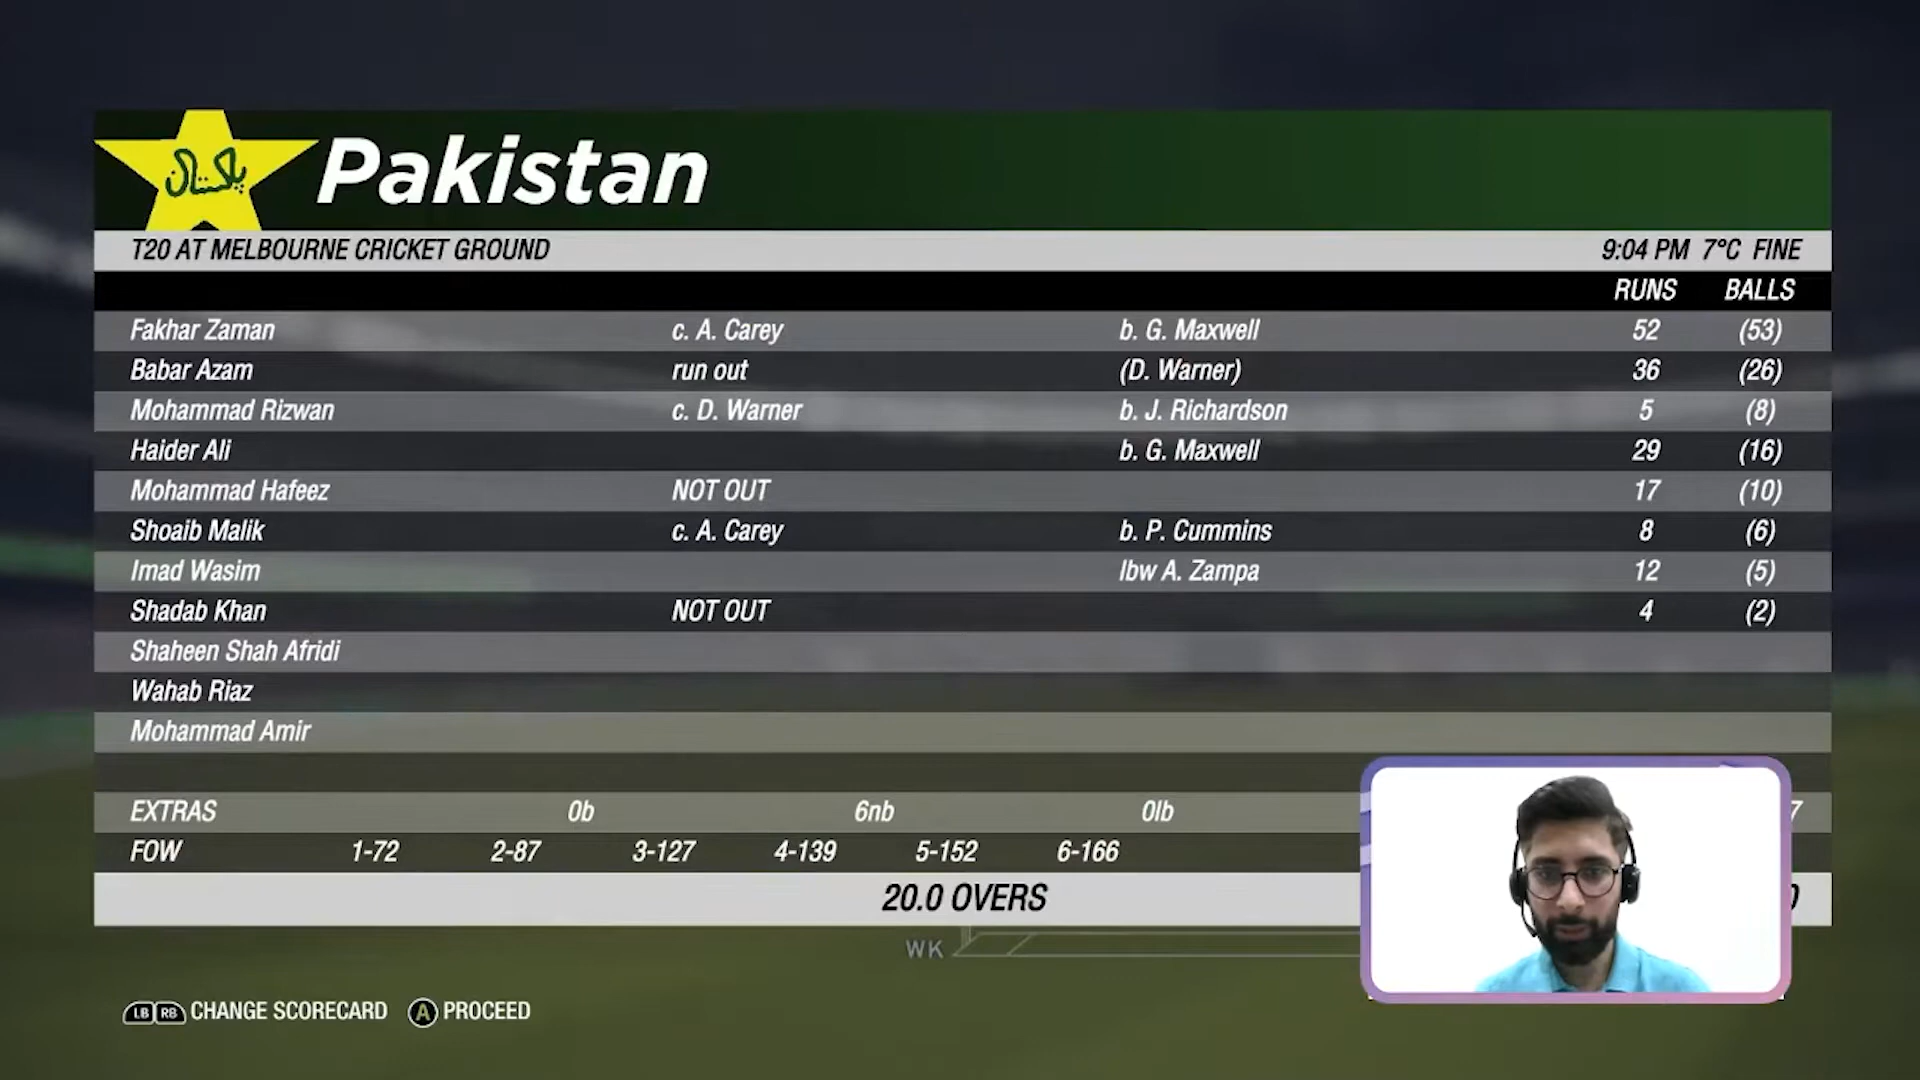 پاکستان
Pakistan
T20 AT MELBOURNE CRICKET GROUND 9:04 PM 7°C FINE
RUNS BALLS
Fakhar Zaman c. A. Carey b. G. Maxwell 52 (53)
Babar Azam run out (D. Warner) 36 (26)
Mohammad Rizwan c. D. Warner b. J. Richardson 5 (8)
Haider Ali b. G. Maxwell 29 (16)
Mohammad Hafeez NOT OUT 17 (10)
Shoaib Malik c. A. Carey b. P. Cummins 8 (6)
Imad Wasim lbw A. Zampa 12 (5)
Shadab Khan NOT OUT 4 (2)
Shaheen Shah Afridi
Wahab Riaz
Mohammad Amir
EXTRAS 0b 6nb 0lb 7
FOW 1-72 2-87 3-127 4-139 5-152 6-166
20.0 OVERS
WK
LB RB CHANGE SCORECARD A PROCEED